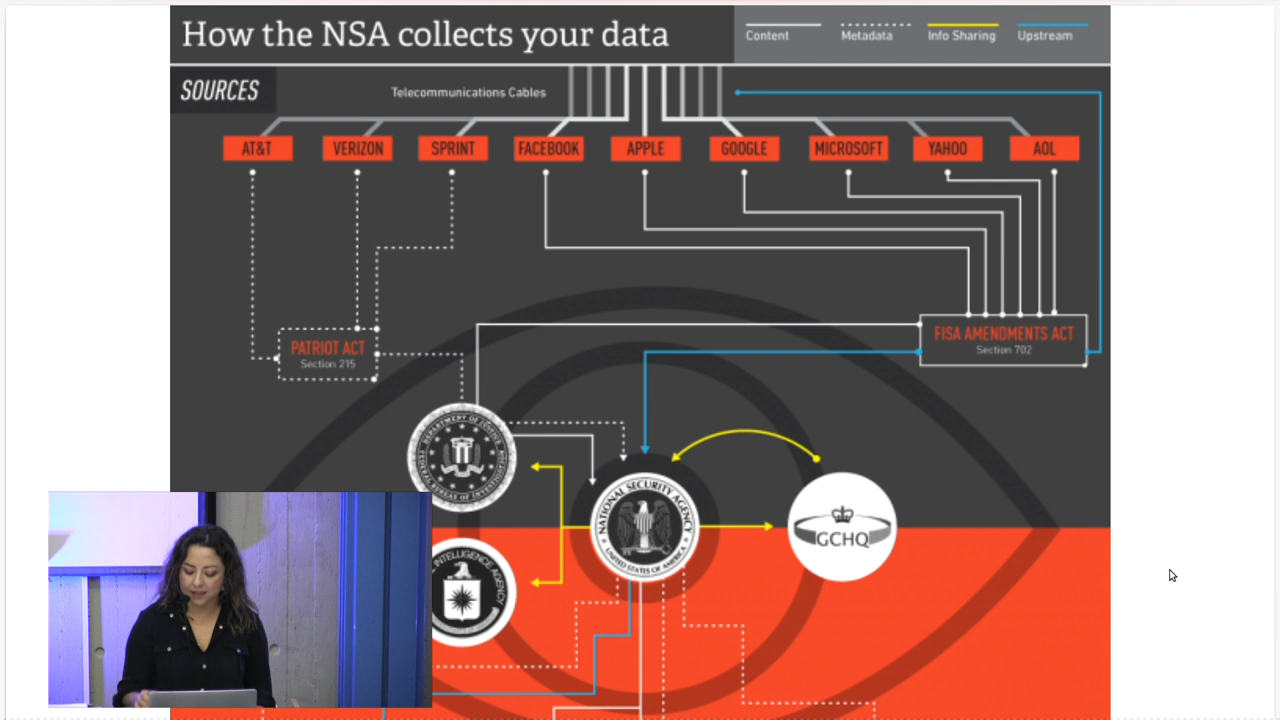 How the NSA collects your data
Content
Metadata
Info Sharing
Upstream
SOURCES
Telecommunications Cables
AT&T
VERIZON
SPRINT
FACEBOOK
APPLE
GOOGLE
MICROSOFT
YAHOO
AOL
PATRIOT ACT
Section 215
FISA AMENDMENTS ACT
Section 702
DEPARTMENT OF JUSTICE
FEDERAL BUREAU OF INVESTIGATION
NATIONAL SECURITY AGENCY
UNITED STATES OF AMERICA
GCHQ
INTELLIGENCE AGENCY